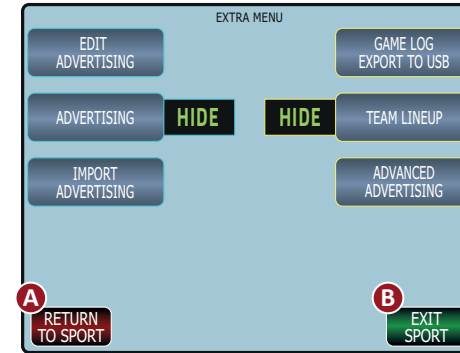 EXTRA MENU
EDIT
ADVERTISING
GAME LOG
EXPORT TO USB
ADVERTISING
HIDE
HIDE
TEAM LINEUP
IMPORT
ADVERTISING
ADVANCED
ADVERTISING
A
RETURN
TO SPORT
B
EXIT
SPORT